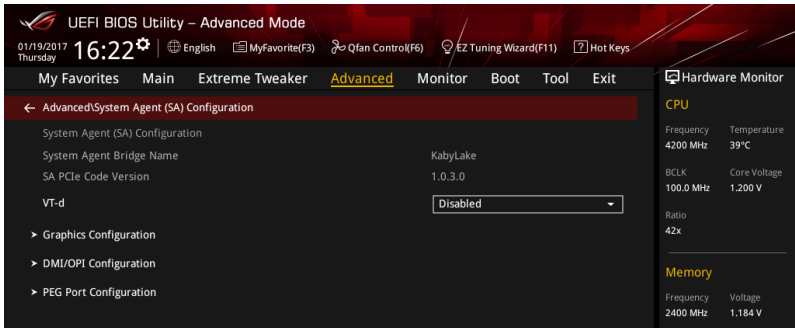 UEFI BIOS Utility – Advanced Mode
01/19/2017 Thursday 16:22 English MyFavorite(F3) Qfan Control(F6) EZ Tuning Wizard(F11) ? Hot Keys
My Favorites Main Extreme Tweaker Advanced Monitor Boot Tool Exit
← Advanced\System Agent (SA) Configuration
System Agent (SA) Configuration
System Agent Bridge Name KabyLake
SA PCIe Code Version 1.0.3.0
VT-d Disabled
> Graphics Configuration
> DMI/OPI Configuration
> PEG Port Configuration
Hardware Monitor
CPU
Frequency Temperature
4200 MHz 39°C
BCLK Core Voltage
100.0 MHz 1.200 V
Ratio
42x
Memory
Frequency Voltage
2400 MHz 1.184 V